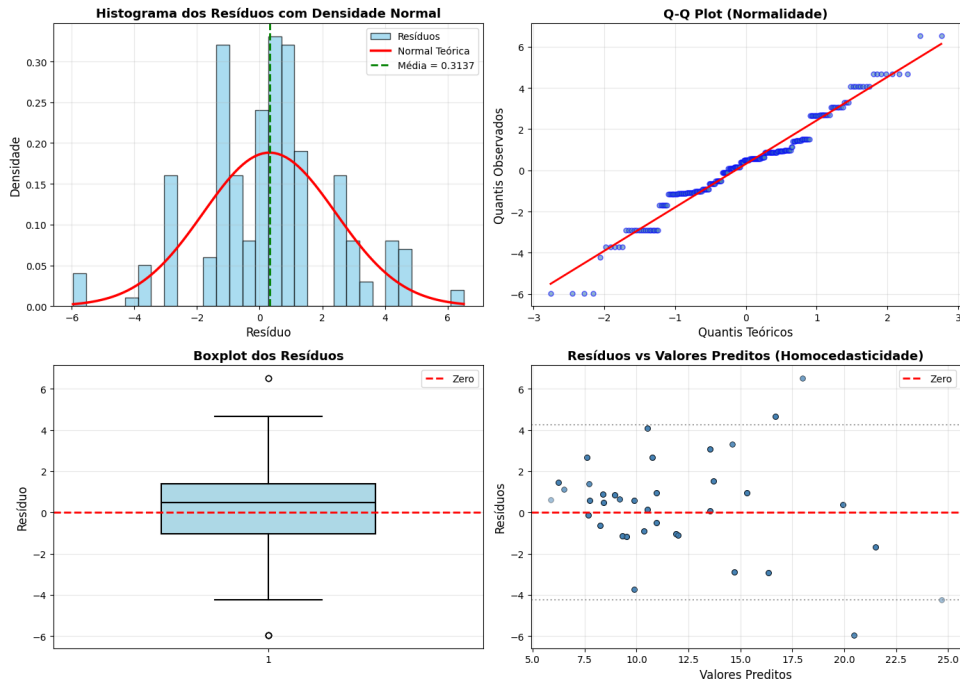 Histograma dos Resíduos com Densidade Normal
Resíduos
Normal Teórica
Média = 0.3137
Densidade
0.30
0.25
0.20
0.15
0.10
0.05
0.00
−6 −4 −2 0 2 4 6
Resíduo
Q-Q Plot (Normalidade)
Quantis Observados
6
4
2
0
−2
−4
−6
−3 −2 −1 0 1 2 3
Quantis Teóricos
Boxplot dos Resíduos
Zero
Resíduo
6
4
2
0
−2
−4
−6
1
Resíduos vs Valores Preditos (Homocedasticidade)
Zero
Resíduos
6
4
2
0
−2
−4
−6
5.0 7.5 10.0 12.5 15.0 17.5 20.0 22.5 25.0
Valores Preditos